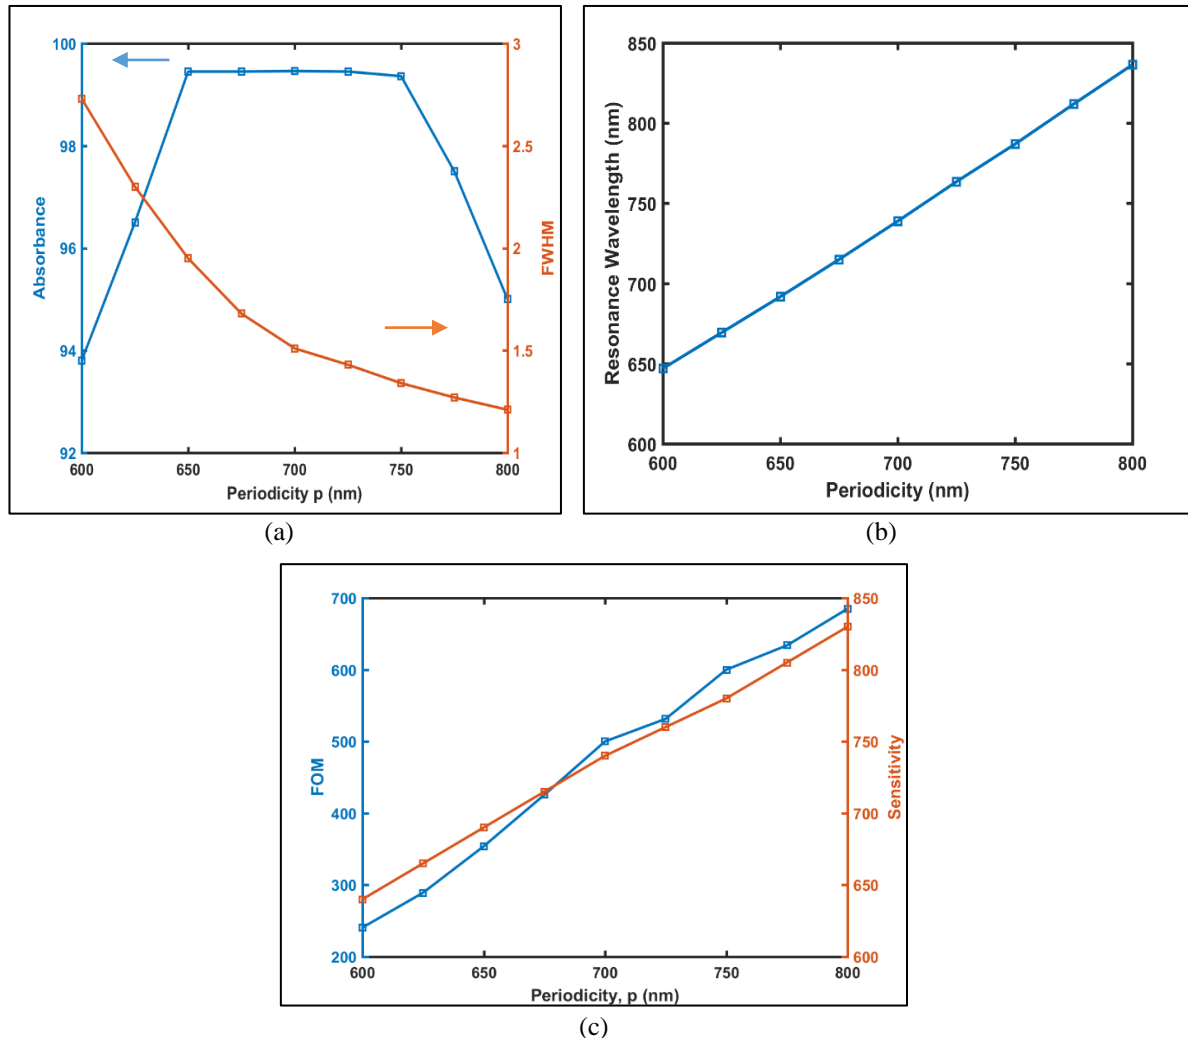 100
98
96
94
92
Absorbance
3
2.5
2
1.5
1
FWHM
600 650 700 750 800
Periodicity p (nm)
(a)
850
800
750
700
650
600
Resonance Wavelength (nm)
600 650 700 750 800
Periodicity (nm)
(b)
700
600
500
400
300
200
FOM
850
800
750
700
650
600
Sensitivity
600 650 700 750 800
Periodicity, p (nm)
(c)